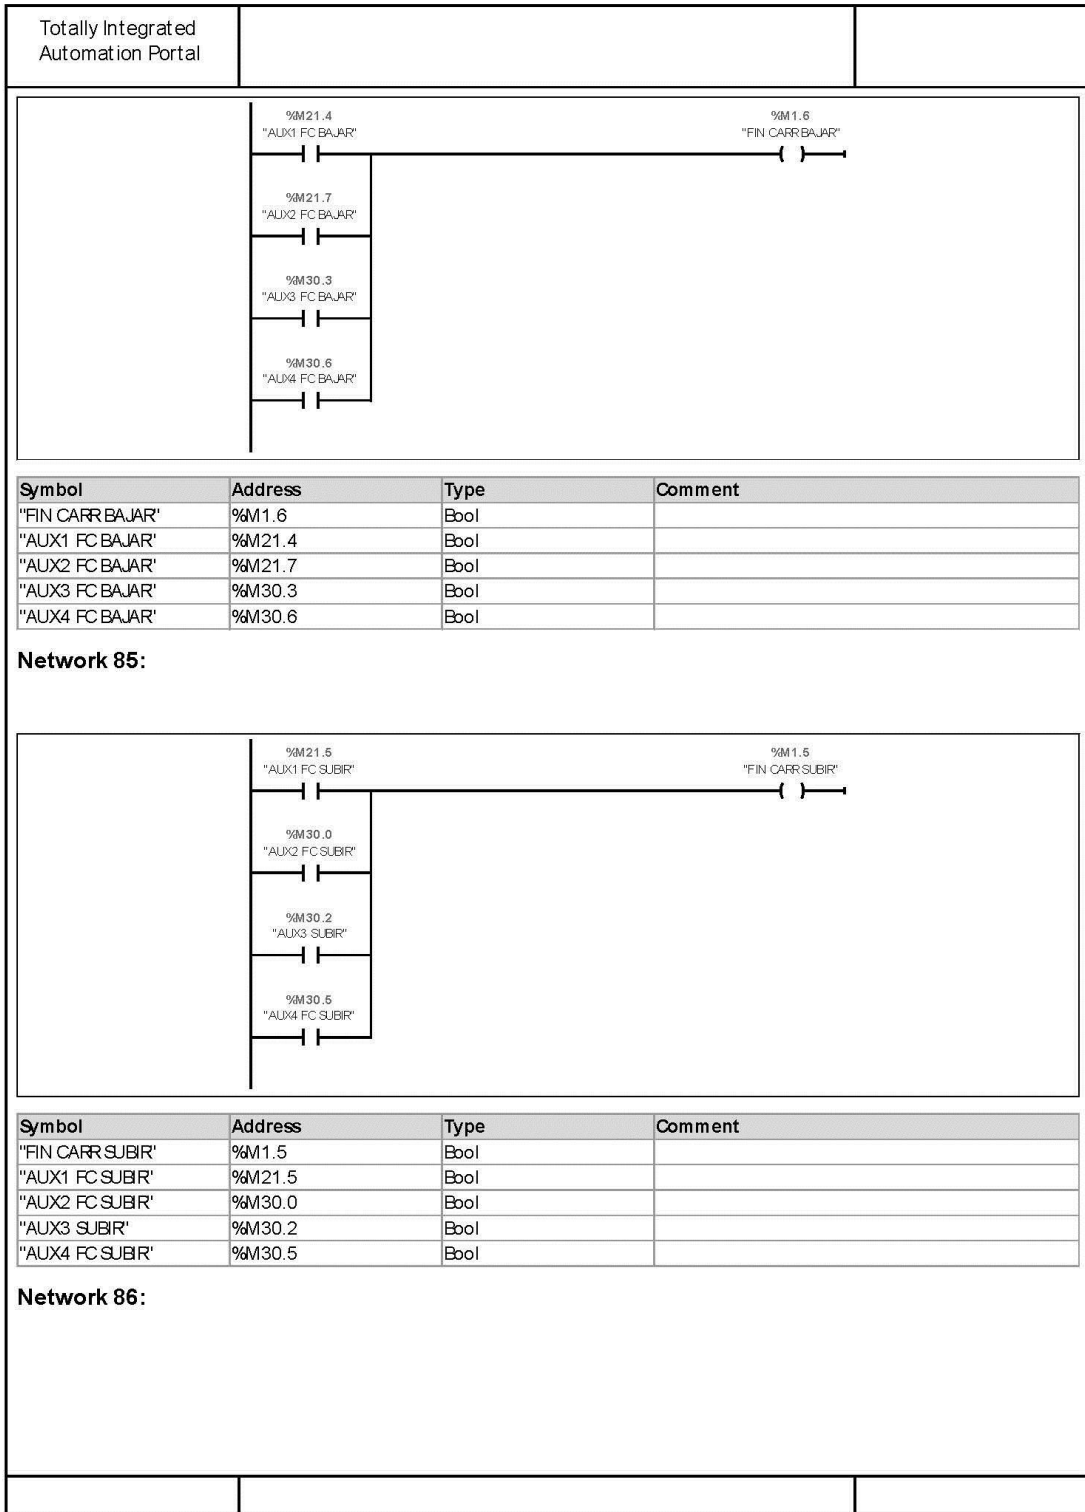 Totally Integrated
Automation Portal
%M21.4
"AUX1 FC BAJAR"
%M1.6
"FIN CARR BAJAR"
%M21.7
"AUX2 FC BAJAR"
%M30.3
"AUX3 FC BAJAR"
%M30.6
"AUX4 FC BAJAR"
Symbol Address Type Comment
"FIN CARR BAJAR" %M1.6 Bool
"AUX1 FC BAJAR" %M21.4 Bool
"AUX2 FC BAJAR" %M21.7 Bool
"AUX3 FC BAJAR" %M30.3 Bool
"AUX4 FC BAJAR" %M30.6 Bool
Network 85:
%M21.5
"AUX1 FC SUBIR"
%M1.5
"FIN CARR SUBIR"
%M30.0
"AUX2 FC SUBIR"
%M30.2
"AUX3 SUBIR"
%M30.5
"AUX4 FC SUBIR"
Symbol Address Type Comment
"FIN CARR SUBIR" %M1.5 Bool
"AUX1 FC SUBIR" %M21.5 Bool
"AUX2 FC SUBIR" %M30.0 Bool
"AUX3 SUBIR" %M30.2 Bool
"AUX4 FC SUBIR" %M30.5 Bool
Network 86: